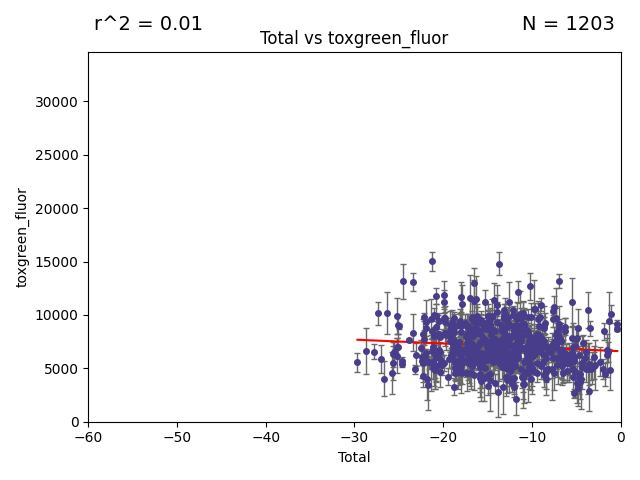 r^2 = 0.01
N = 1203
Total vs toxgreen_fluor
30000
25000
20000
15000
10000
5000
0
toxgreen_fluor
−60
−50
−40
−30
−20
−10
0
Total